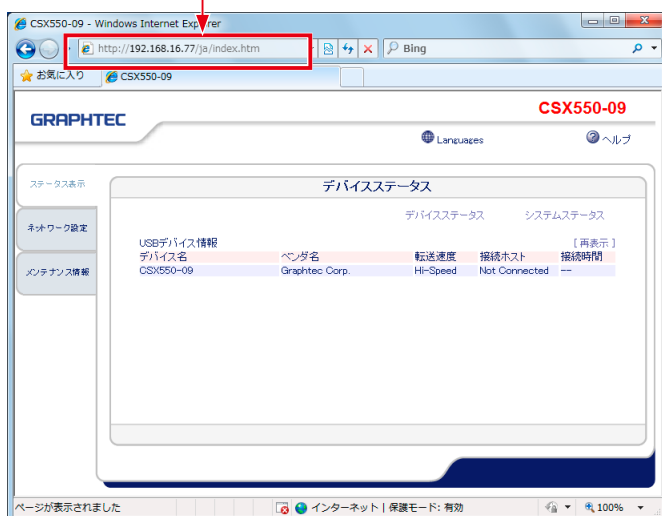 CSX550-09 - Windows Internet Explorer
http://192.168.16.77/ja/index.htm
Bing
お気に入り
CSX550-09
GRAPHTEC
CSX550-09
Languages
ヘルプ
ステータス表示
ネットワーク設定
メンテナンス情報
デバイスステータス
デバイスステータス システムステータス
USBデバイス情報 [ 再表示 ]
デバイス名 ベンダ名 転送速度 接続ホスト 接続時間
CSX550-09 Graphtec Corp. Hi-Speed Not Connected --
ページが表示されました
インターネット | 保護モード: 有効
100%